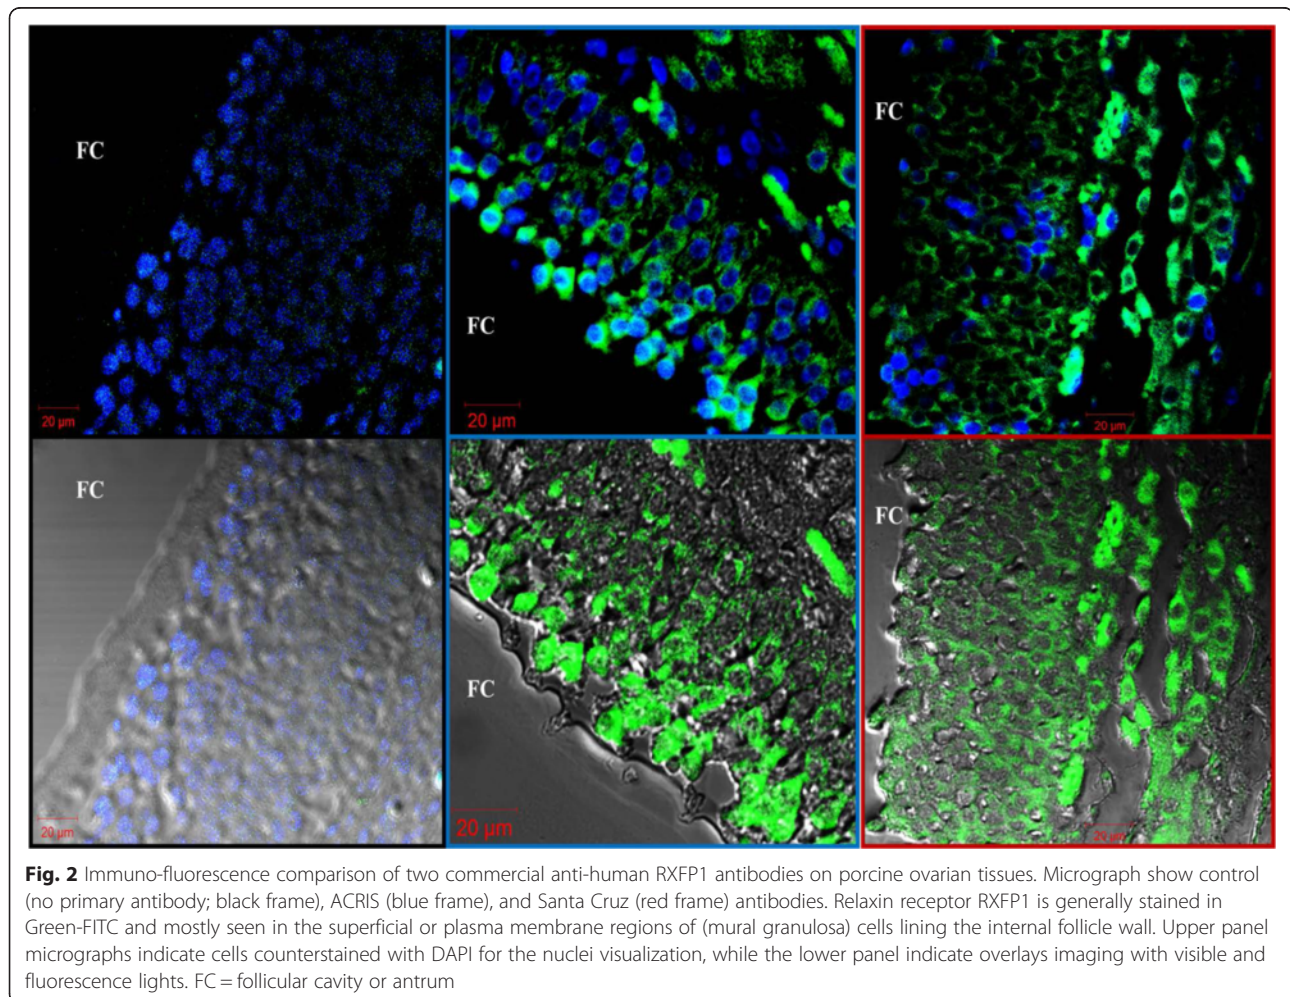 FC
FC
FC
20 µm
20 µm
20 µm
FC
FC
FC
20 µm
20 µm
20 µm
Fig. 2 Immuno-fluorescence comparison of two commercial anti-human RXFP1 antibodies on porcine ovarian tissues. Micrograph show control
(no primary antibody; black frame), ACRIS (blue frame), and Santa Cruz (red frame) antibodies. Relaxin receptor RXFP1 is generally stained in
Green-FITC and mostly seen in the superficial or plasma membrane regions of (mural granulosa) cells lining the internal follicle wall. Upper panel
micrographs indicate cells counterstained with DAPI for the nuclei visualization, while the lower panel indicate overlays imaging with visible and
fluorescence lights. FC = follicular cavity or antrum